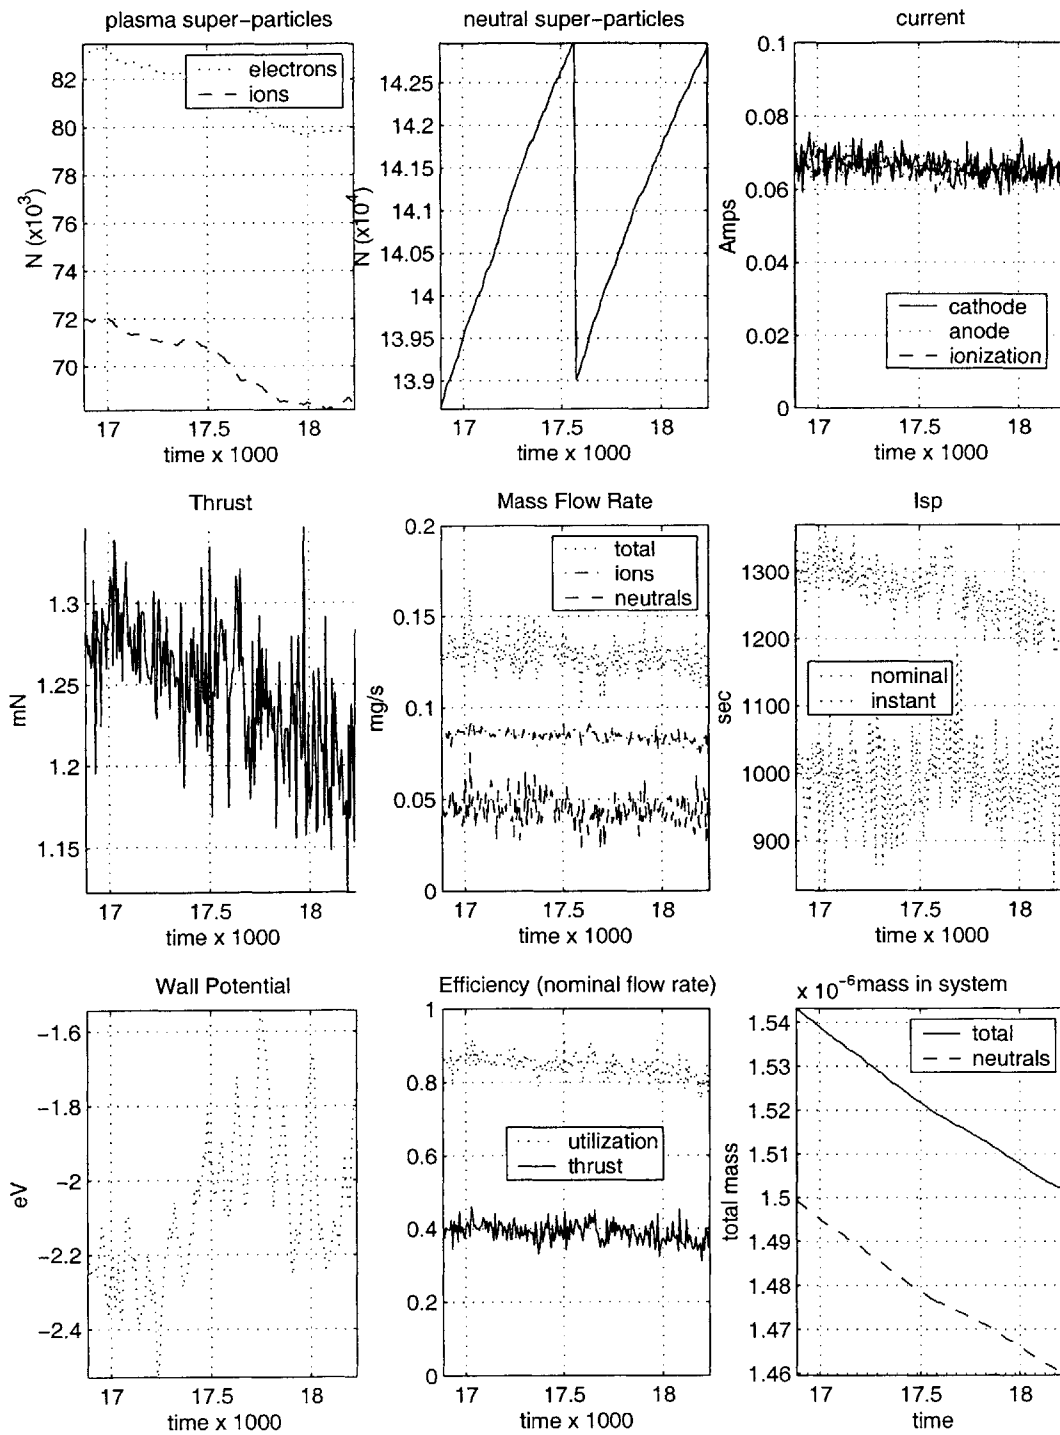 plasma super-particles
N (x10³)
82
80
78
76
74
72
70
electrons
ions
17
17.5
18
time x 1000
neutral super-particles
N (x10⁴)
14.25
14.2
14.15
14.1
14.05
14
13.95
13.9
17
17.5
18
time x 1000
current
Amps
0.1
0.08
0.06
0.04
0.02
0
cathode
anode
ionization
17
17.5
18
time x 1000
Thrust
mN
1.3
1.25
1.2
1.15
17
17.5
18
time x 1000
Mass Flow Rate
mg/s
0.2
0.15
0.1
0.05
0
total
ions
neutrals
17
17.5
18
time x 1000
Isp
sec
1300
1200
1100
1000
900
nominal
instant
17
17.5
18
time x 1000
Wall Potential
eV
-1.6
-1.8
-2
-2.2
-2.4
17
17.5
18
time x 1000
Efficiency (nominal flow rate)
1
0.8
0.6
0.4
0.2
0
utilization
thrust
17
17.5
18
time x 1000
x 10⁻⁶mass in system
total mass
1.54
1.53
1.52
1.51
1.5
1.49
1.48
1.47
1.46
total
neutrals
17
17.5
18
time